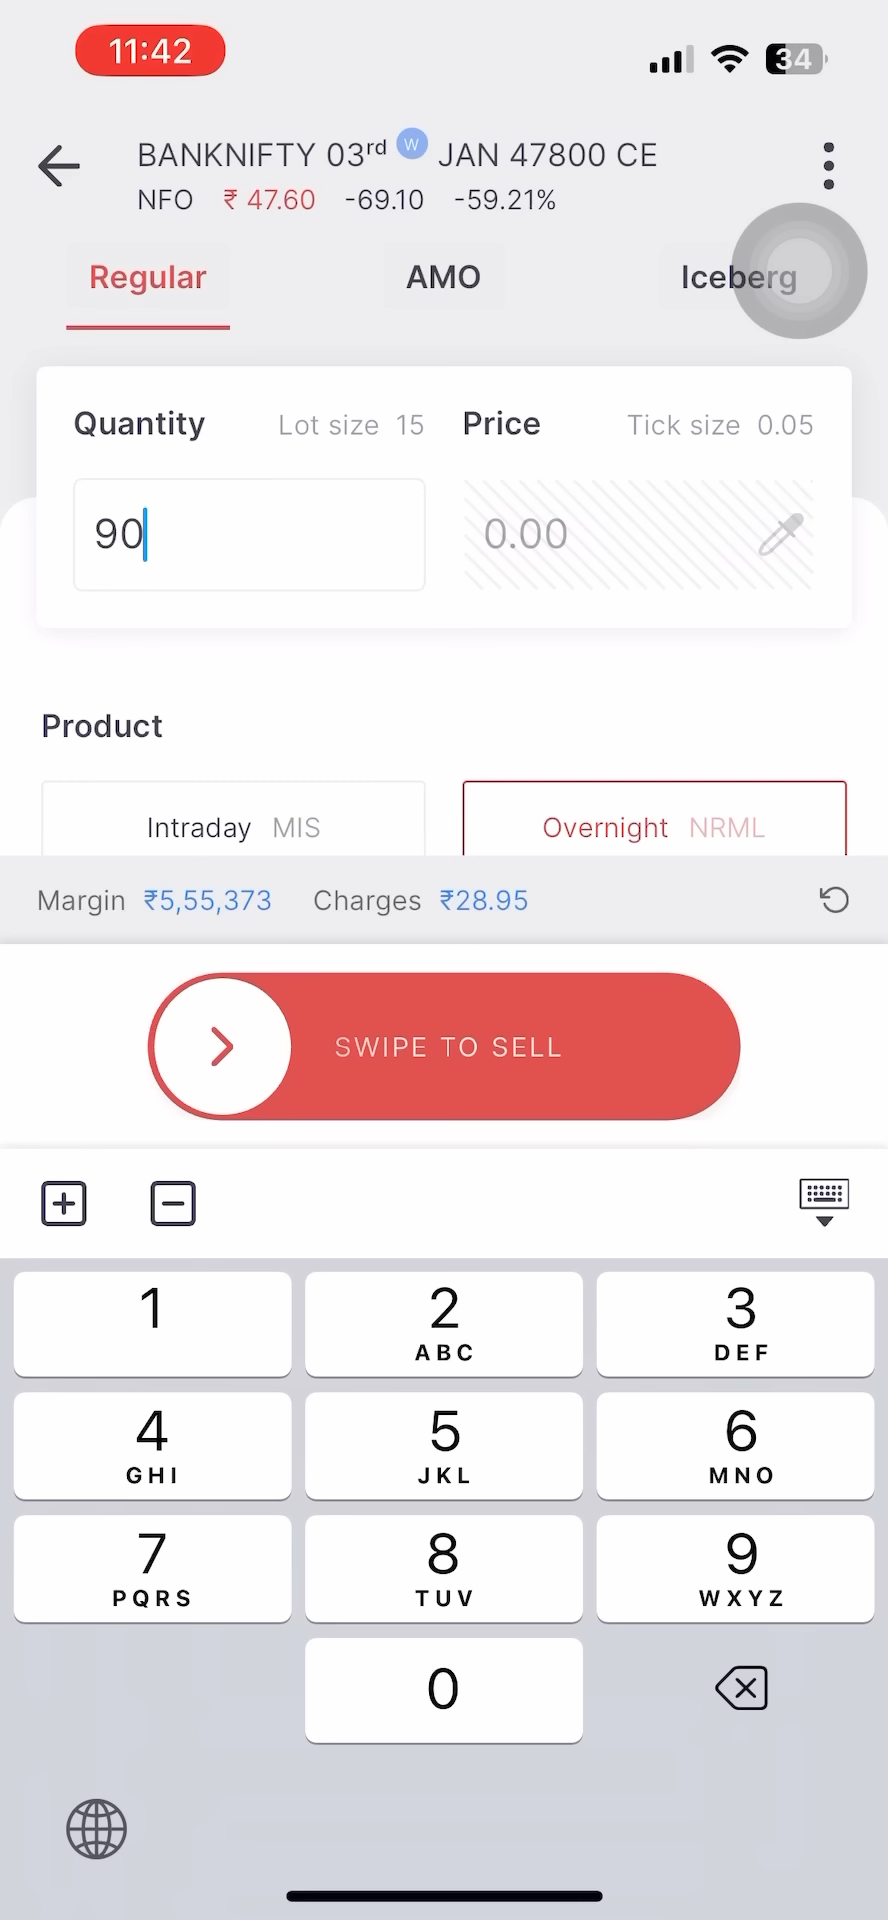 11:42 34
BANKNIFTY 03rd W JAN 47800 CE
NFO ₹ 47.60 -69.10 -59.21%
Regular AMO Iceberg
Quantity Lot size 15 Price Tick size 0.05
90 0.00
Product
Intraday MIS Overnight NRML
Margin ₹5,55,373 Charges ₹28.95
SWIPE TO SELL
1 2 3
ABC DEF
4 5 6
GHI JKL MNO
7 8 9
PQRS TUV WXYZ
0